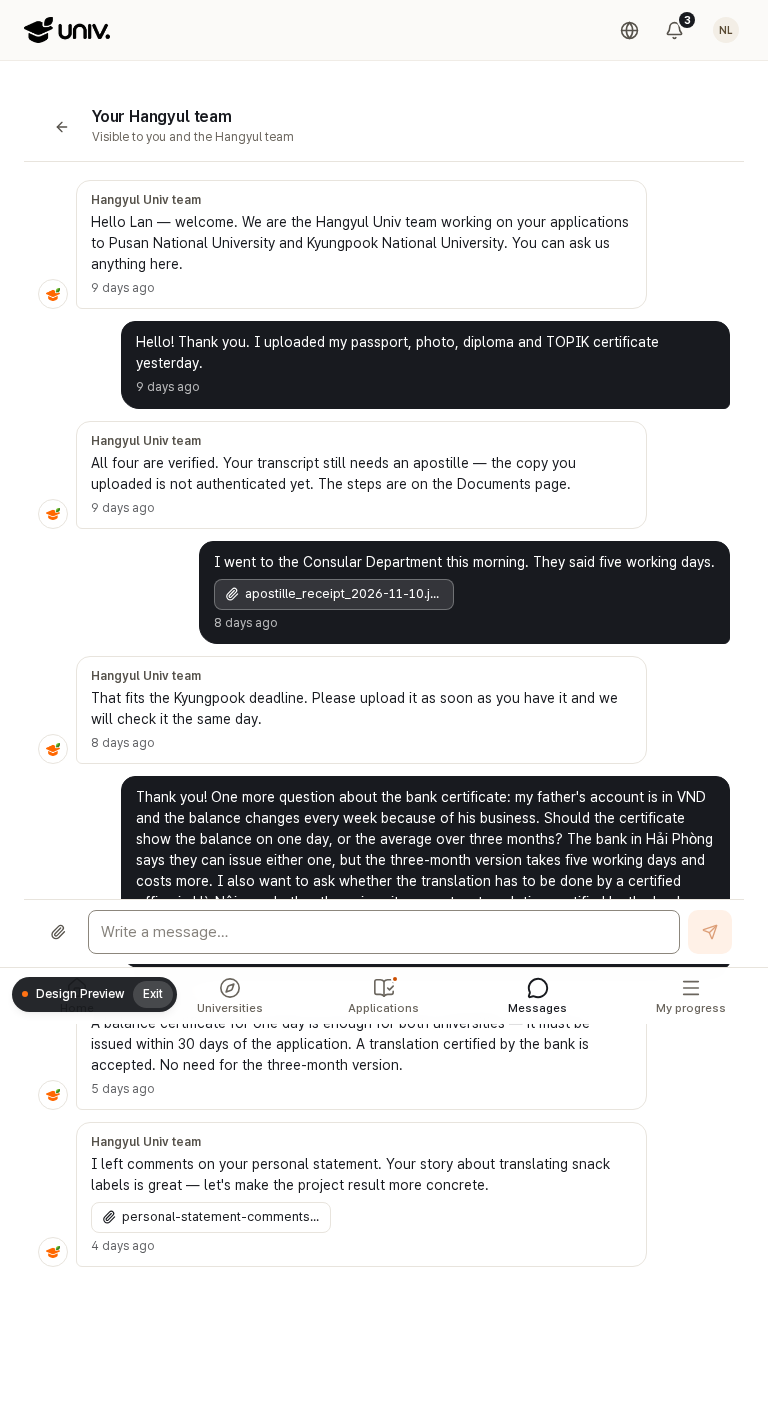 UNIV.
3
NL
Your Hangyul team
Visible to you and the Hangyul team
Hangyul Univ team
Hello Lan — welcome. We are the Hangyul Univ team working on your applications
to Pusan National University and Kyungpook National University. You can ask us
anything here.
9 days ago
Hello! Thank you. I uploaded my passport, photo, diploma and TOPIK certificate
yesterday.
9 days ago
Hangyul Univ team
All four are verified. Your transcript still needs an apostille — the copy you
uploaded is not authenticated yet. The steps are on the Documents page.
9 days ago
I went to the Consular Department this morning. They said five working days.
apostille_receipt_2026-11-10.j...
8 days ago
Hangyul Univ team
That fits the Kyungpook deadline. Please upload it as soon as you have it and we
will check it the same day.
8 days ago
Thank you! One more question about the bank certificate: my father's account is in VND
and the balance changes every week because of his business. Should the certificate
show the balance on one day, or the average over three months? The bank in Hải Phòng
says they can issue either one, but the three-month version takes five working days and
costs more. I also want to ask whether the translation has to be done by a certified
Write a message...
Design Preview
Exit
Universities
Applications
Messages
My progress
A balance certificate for one day is enough for both universities — it must be
issued within 30 days of the application. A translation certified by the bank is
accepted. No need for the three-month version.
5 days ago
Hangyul Univ team
I left comments on your personal statement. Your story about translating snack
labels is great — let's make the project result more concrete.
personal-statement-comments...
4 days ago